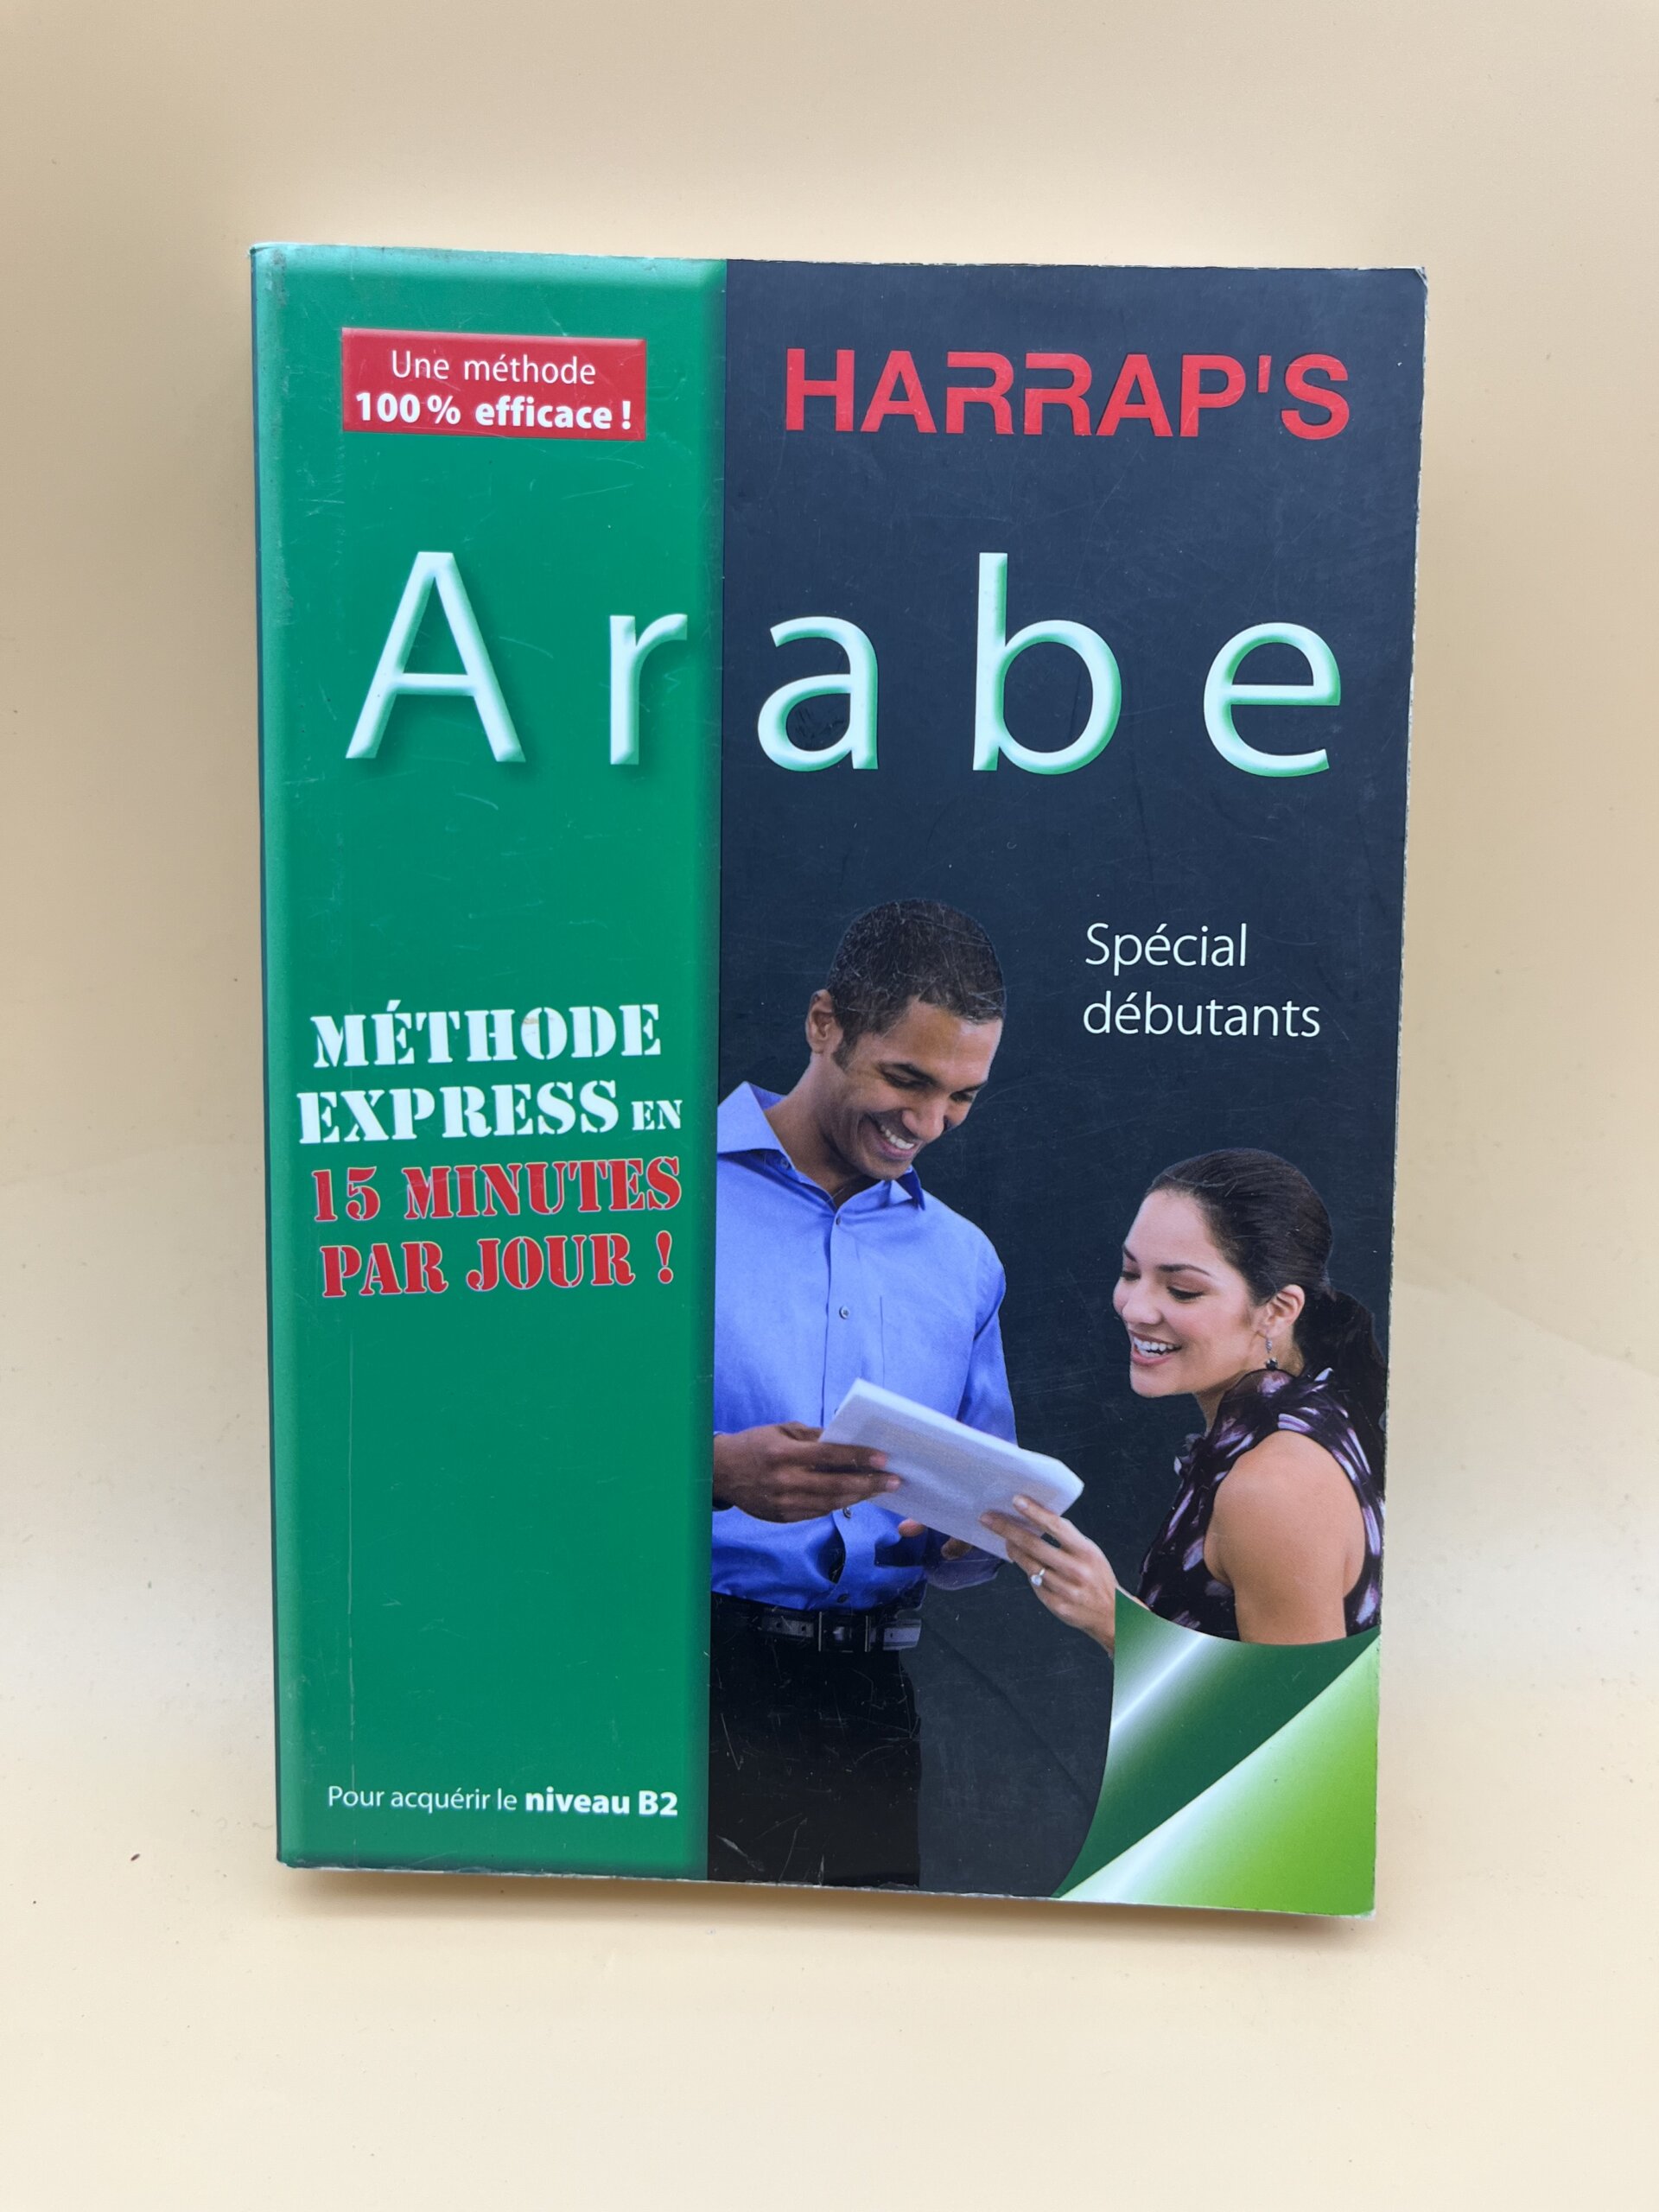 Une méthode
100% efficace !
HARRAP'S
Arabe
Spécial
débutants
MÉTHODE
EXPRESS EN
15 MINUTES
PAR JOUR !
Pour acquérir le niveau B2